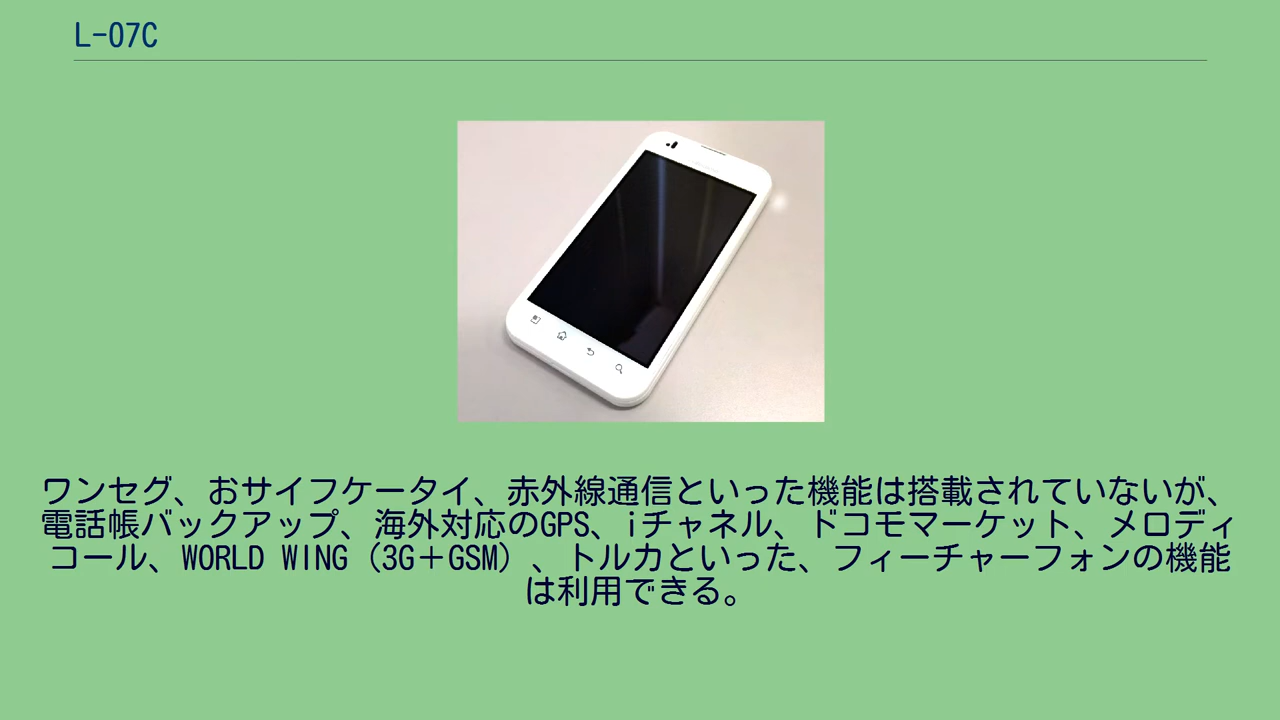 L-07C
ワンセグ、おサイフケータイ、赤外線通信といった機能は搭載されていないが、
電話帳バックアップ、海外対応のGPS、iチャネル、ドコモマーケット、メロディ
コール、WORLD WING（3G＋GSM）、トルカといった、フィーチャーフォンの機能
は利用できる。